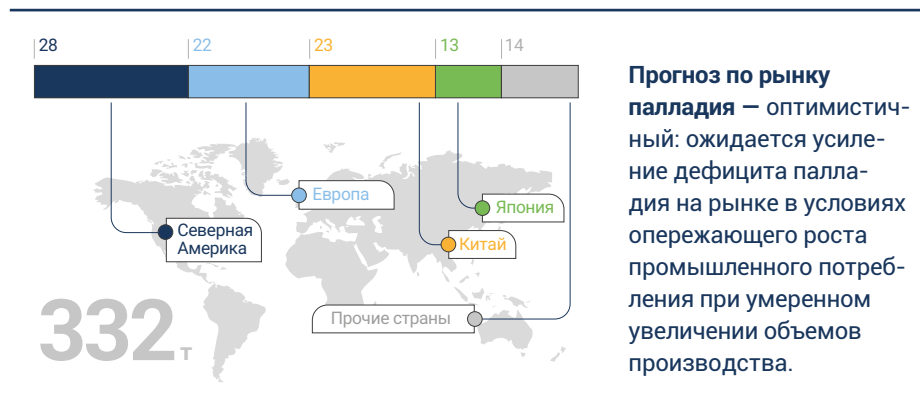 28 22 23 13 14
Европа
Япония
Северная
Америка
Китай
332 т
Прочие страны
Прогноз по рынку
палладия — оптимистич-
ный: ожидается усиле-
ние дефицита палла-
дия на рынке в условиях
опережающего роста
промышленного потреб-
ления при умеренном
увеличении объемов
производства.